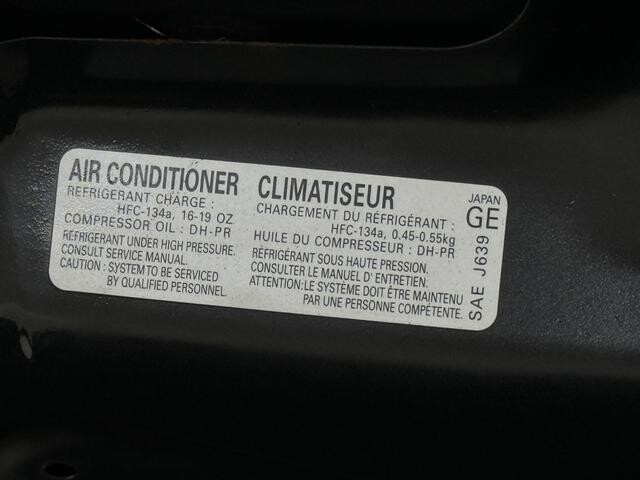 AIR CONDITIONER
REFRIGERANT CHARGE :
HFC-134a, 16-19 OZ.
COMPRESSOR OIL : DH-PR
REFRIGERANT UNDER HIGH PRESSURE.
CONSULT SERVICE MANUAL.
CAUTION : SYSTEM TO BE SERVICED
BY QUALIFIED PERSONNEL.
CLIMATISEUR
CHARGEMENT DU RÉFRIGÉRANT :
HFC-134a, 0.45-0.55kg
HUILE DU COMPRESSEUR : DH-PR
RÉFRIGÉRANT SOUS HAUTE PRESSION.
CONSULTER LE MANUEL D' ENTRETIEN.
ATTENTION: LE SYSTÈME DOIT ÊTRE MAINTENU
PAR UNE PERSONNE COMPÉTENTE.
JAPAN
GE
SAE J639